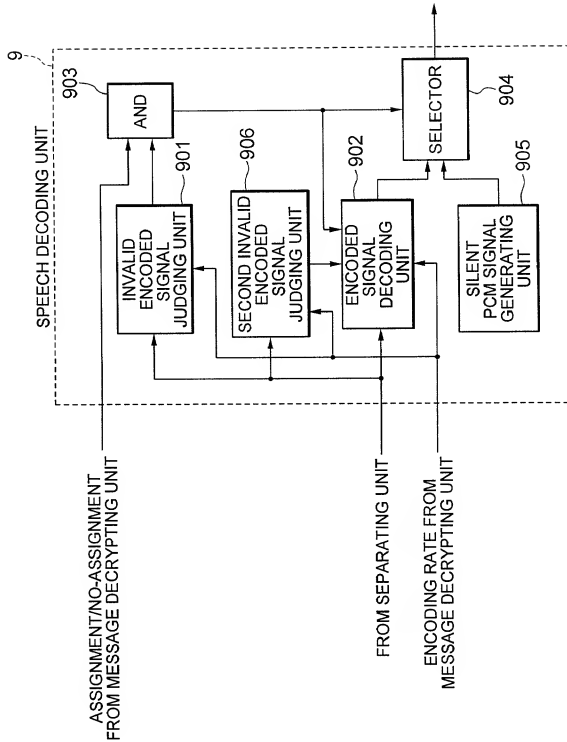 SPEECH DECODING UNIT
9
903
AND
901
INVALID
ENCODED
SIGNAL
JUDGING UNIT
906
SECOND INVALID
ENCODED
SIGNAL
JUDGING UNIT
902
ENCODED
SIGNAL
DECODING
UNIT
SELECTOR
904
905
SILENT
PCM SIGNAL
GENERATING
UNIT
ASSIGNMENT/NO-ASSIGNMENT
FROM MESSAGE DECRYPTING UNIT
FROM SEPARATING UNIT
ENCODING RATE FROM
MESSAGE DECRYPTING UNIT